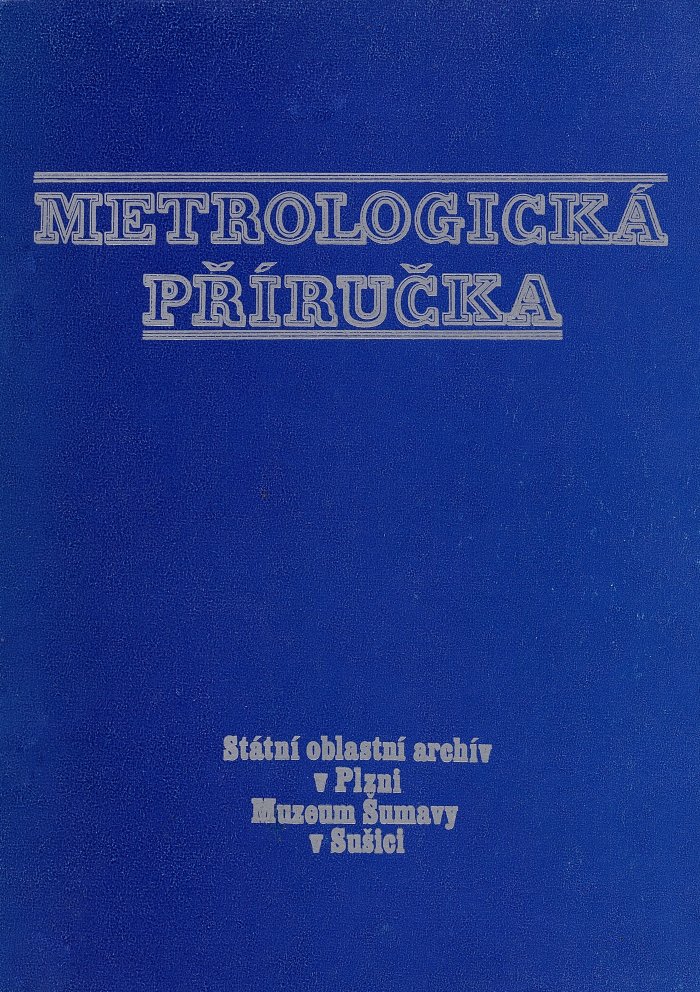 METROLOGICKÁ
PŘÍRUČKA
Státní oblastní archív
v Plzni
Muzeum Šumavy
v Sušici